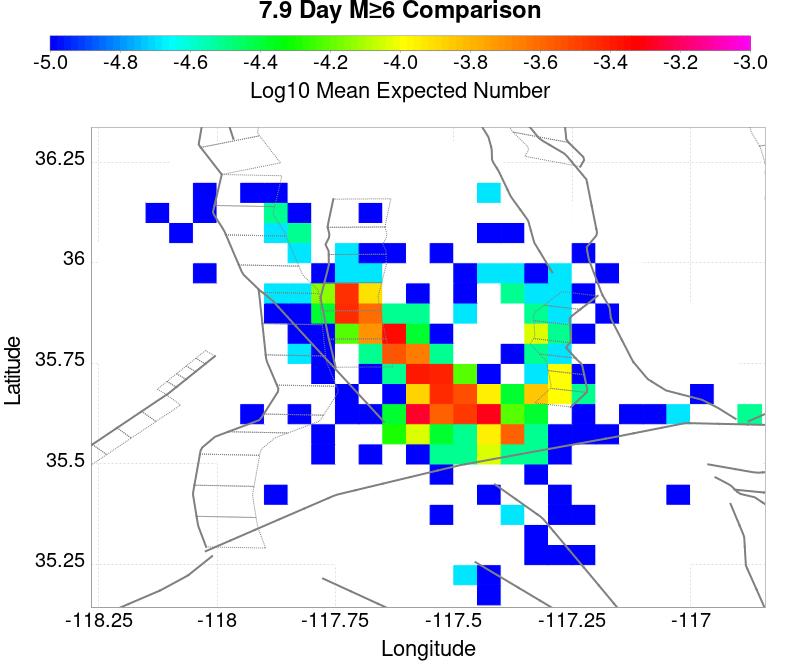 7.9 Day M≥6 Comparison
-5.0 -4.8 -4.6 -4.4 -4.2 -4.0 -3.8 -3.6 -3.4 -3.2 -3.0
Log10 Mean Expected Number
36.25
36
35.75
35.5
35.25
Latitude
-118.25 -118 -117.75 -117.5 -117.25 -117
Longitude